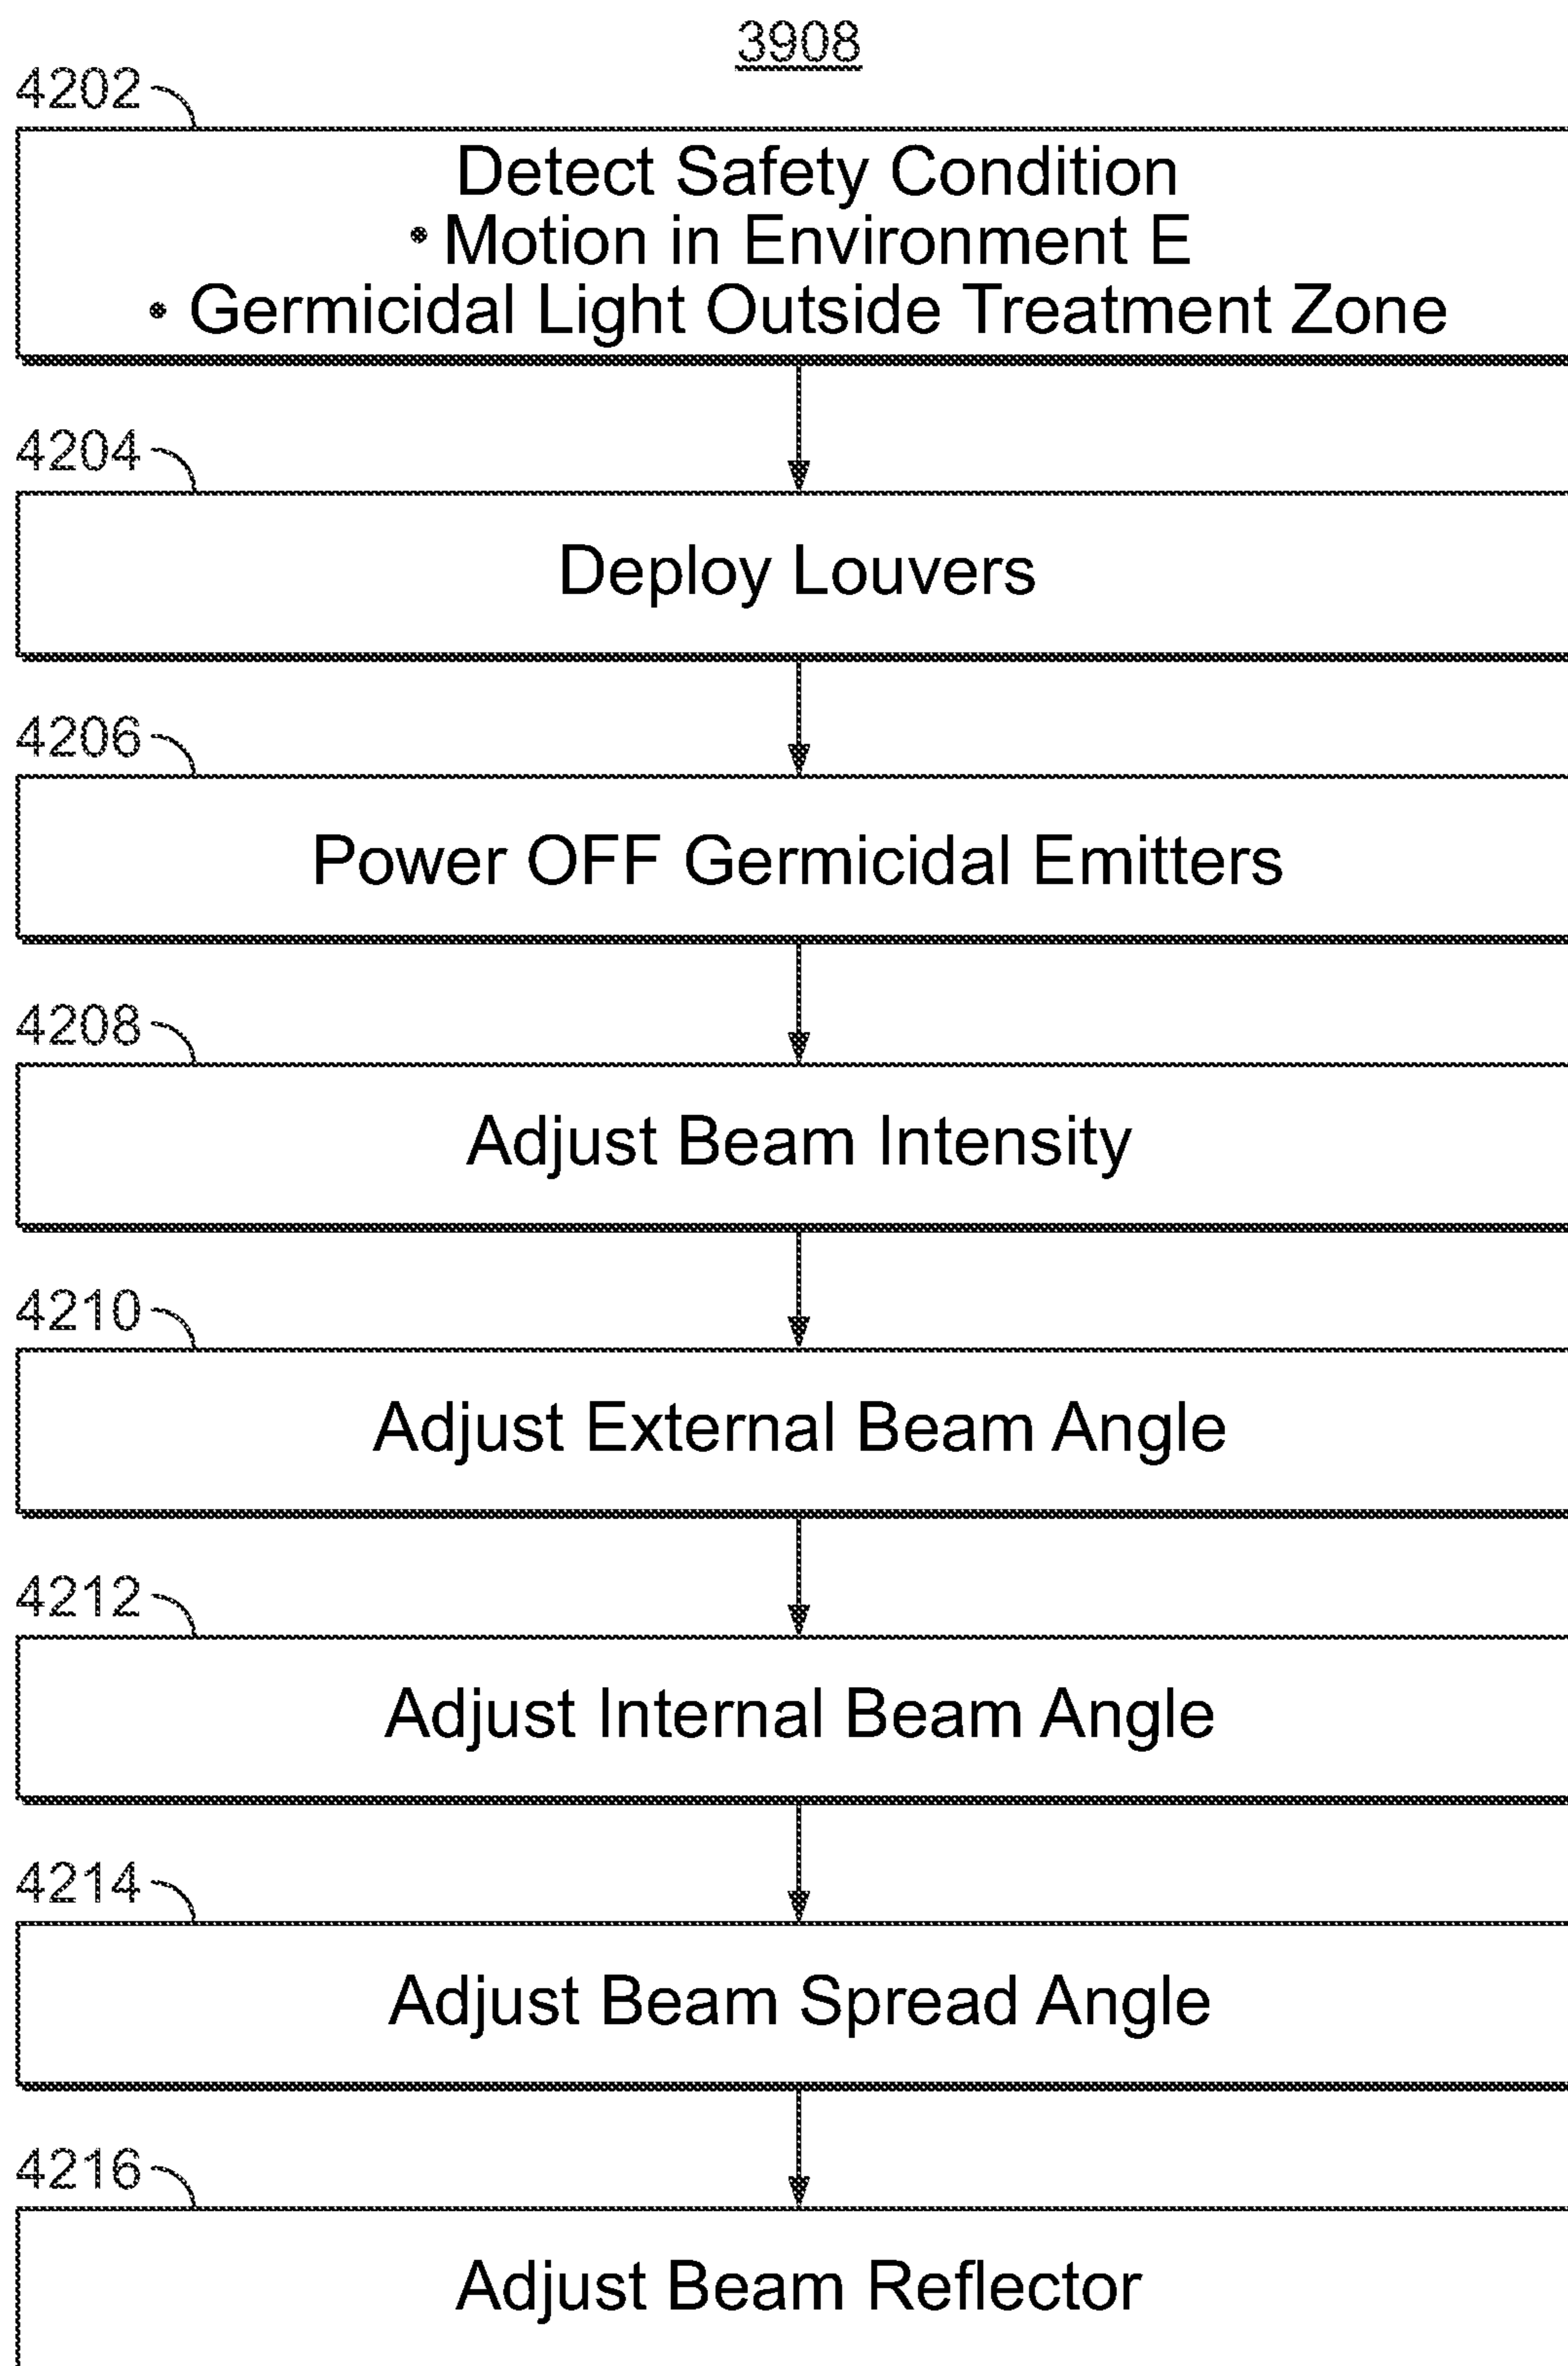 3908
4202
Detect Safety Condition
• Motion in Environment E
• Germicidal Light Outside Treatment Zone
4204
Deploy Louvers
4206
Power OFF Germicidal Emitters
4208
Adjust Beam Intensity
4210
Adjust External Beam Angle
4212
Adjust Internal Beam Angle
4214
Adjust Beam Spread Angle
4216
Adjust Beam Reflector